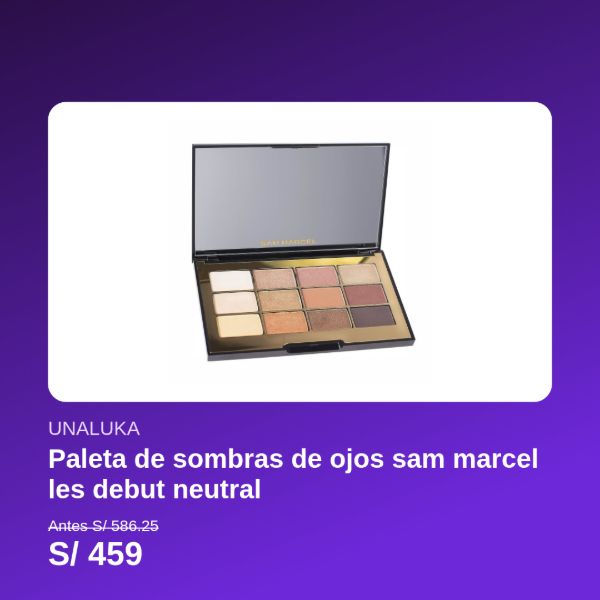 UNALUKA
Paleta de sombras de ojos sam marcel
les debut neutral
Antes S/ 586.25
S/ 459